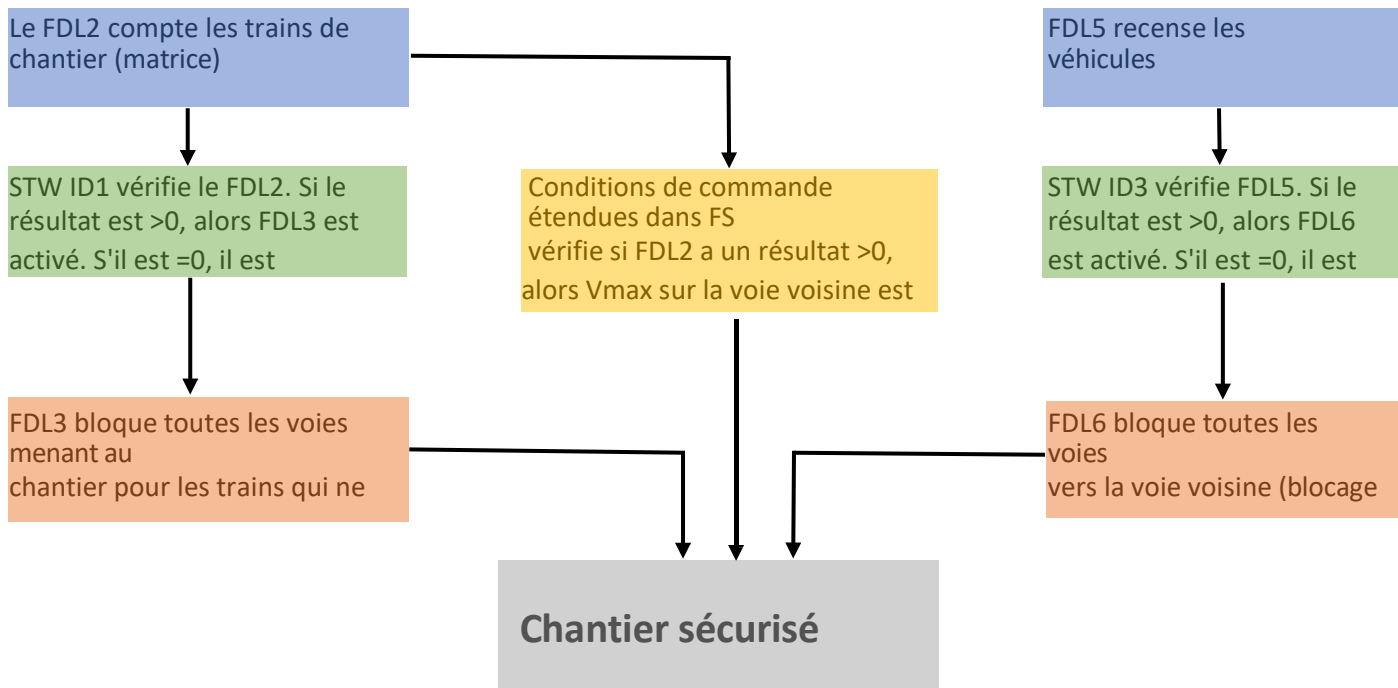 Le FDL2 compte les trains de
chantier (matrice)
FDL5 recense les
véhicules
STW ID1 vérifie le FDL2. Si le
résultat est >0, alors FDL3 est
activé. S'il est =0, il est
Conditions de commande
étendues dans FS
vérifie si FDL2 a un résultat >0,
alors Vmax sur la voie voisine est
STW ID3 vérifie FDL5. Si le
résultat est >0, alors FDL6
est activé. S'il est =0, il est
FDL3 bloque toutes les voies
menant au
chantier pour les trains qui ne
FDL6 bloque toutes les
voies
vers la voie voisine (blocage
Chantier sécurisé